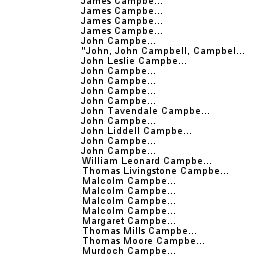 James Campbe...
James Campbe...
James Campbe...
James Campbe...
John Campbe...
"John, John Campbell, Campbel...
John Leslie Campbe...
John Campbe...
John Campbe...
John Campbe...
John Campbe...
John Tavendale Campbe...
John Campbe...
John Liddell Campbe...
John Campbe...
John Campbe...
William Leonard Campbe...
Thomas Livingstone Campbe...
Malcolm Campbe...
Malcolm Campbe...
Malcolm Campbe...
Malcolm Campbe...
Margaret Campbe...
Thomas Mills Campbe...
Thomas Moore Campbe...
Murdoch Campbe...